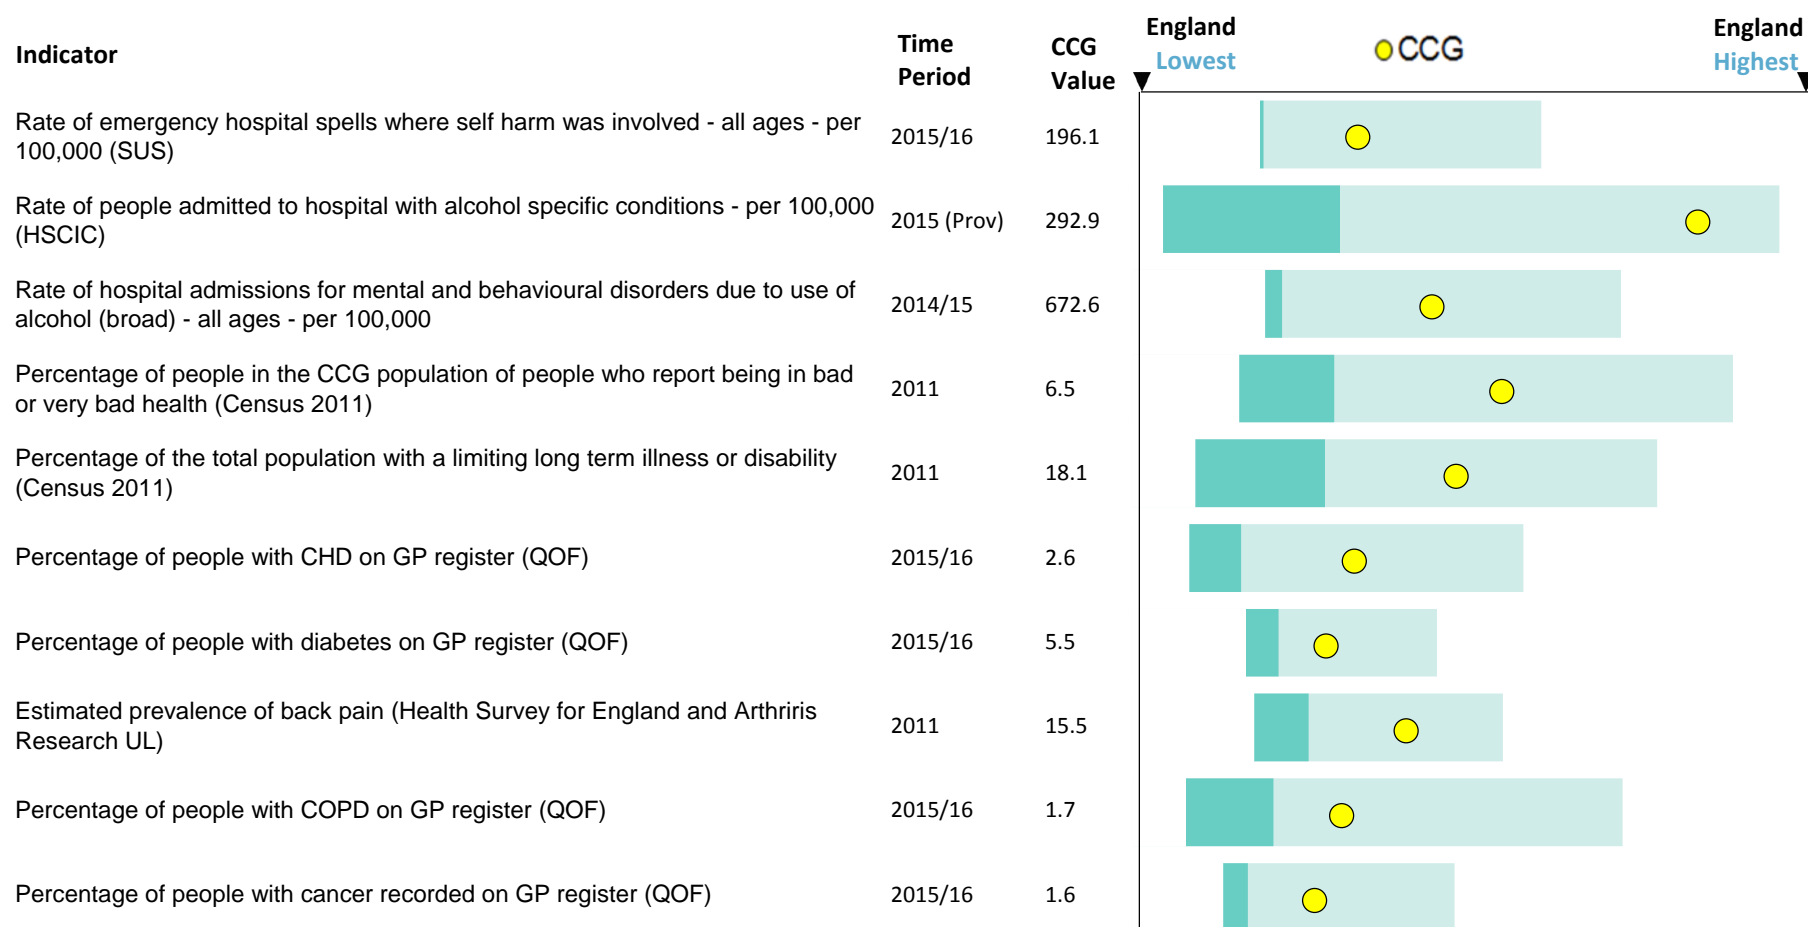 Indicator
Time
Period
CCG
Value
England
Lowest
CCG
England
Highest
Rate of emergency hospital spells where self harm was involved - all ages - per
100,000 (SUS)
2015/16
196.1
Rate of people admitted to hospital with alcohol specific conditions - per 100,000
(HSCIC)
2015 (Prov)
292.9
Rate of hospital admissions for mental and behavioural disorders due to use of
alcohol (broad) - all ages - per 100,000
2014/15
672.6
Percentage of people in the CCG population of people who report being in bad
or very bad health (Census 2011)
2011
6.5
Percentage of the total population with a limiting long term illness or disability
(Census 2011)
2011
18.1
Percentage of people with CHD on GP register (QOF)
2015/16
2.6
Percentage of people with diabetes on GP register (QOF)
2015/16
5.5
Estimated prevalence of back pain (Health Survey for England and Arthriris
Research UL)
2011
15.5
Percentage of people with COPD on GP register (QOF)
2015/16
1.7
Percentage of people with cancer recorded on GP register (QOF)
2015/16
1.6